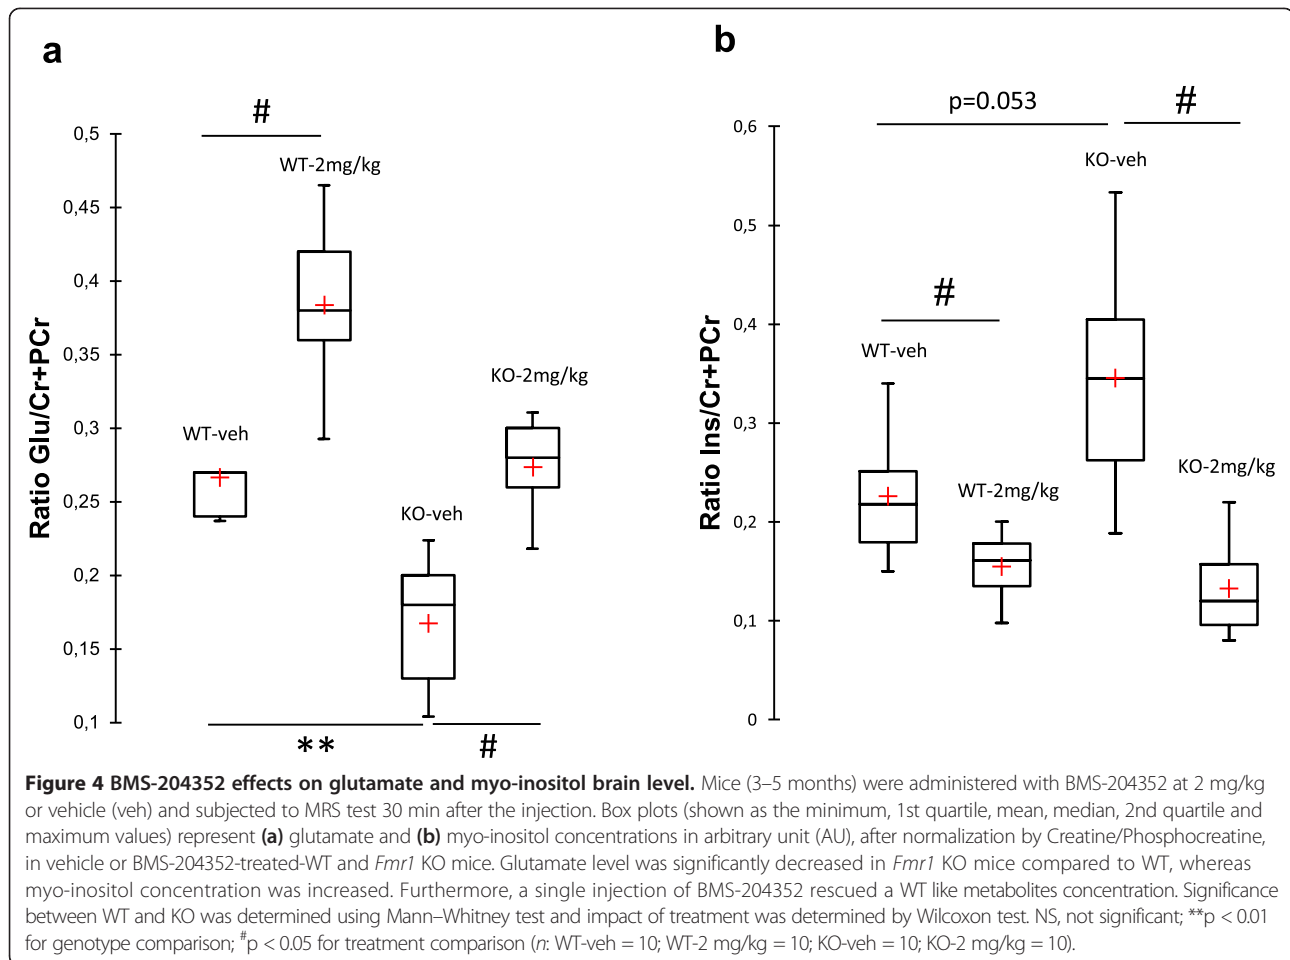 a
b
#
p=0.053
#
0,5
WT-2mg/kg
0,45
0,4
0,35
KO-2mg/kg
0,3
WT-veh
0,25
KO-veh
0,2
0,15
0,1
**
#
Ratio Glu/Cr+PCr
0,6
KO-veh
0,5
#
0,4
WT-veh
0,3
KO-2mg/kg
WT-2mg/kg
0,2
0,1
0
Ratio Ins/Cr+PCr
Figure 4 BMS-204352 effects on glutamate and myo-inositol brain level. Mice (3–5 months) were administered with BMS-204352 at 2 mg/kg
or vehicle (veh) and subjected to MRS test 30 min after the injection. Box plots (shown as the minimum, 1st quartile, mean, median, 2nd quartile and
maximum values) represent (a) glutamate and (b) myo-inositol concentrations in arbitrary unit (AU), after normalization by Creatine/Phosphocreatine,
in vehicle or BMS-204352-treated-WT and Fmr1 KO mice. Glutamate level was significantly decreased in Fmr1 KO mice compared to WT, whereas
myo-inositol concentration was increased. Furthermore, a single injection of BMS-204352 rescued a WT like metabolites concentration. Significance
between WT and KO was determined using Mann–Whitney test and impact of treatment was determined by Wilcoxon test. NS, not significant; **p < 0.01
for genotype comparison; #p < 0.05 for treatment comparison (n: WT-veh = 10; WT-2 mg/kg = 10; KO-veh = 10; KO-2 mg/kg = 10).